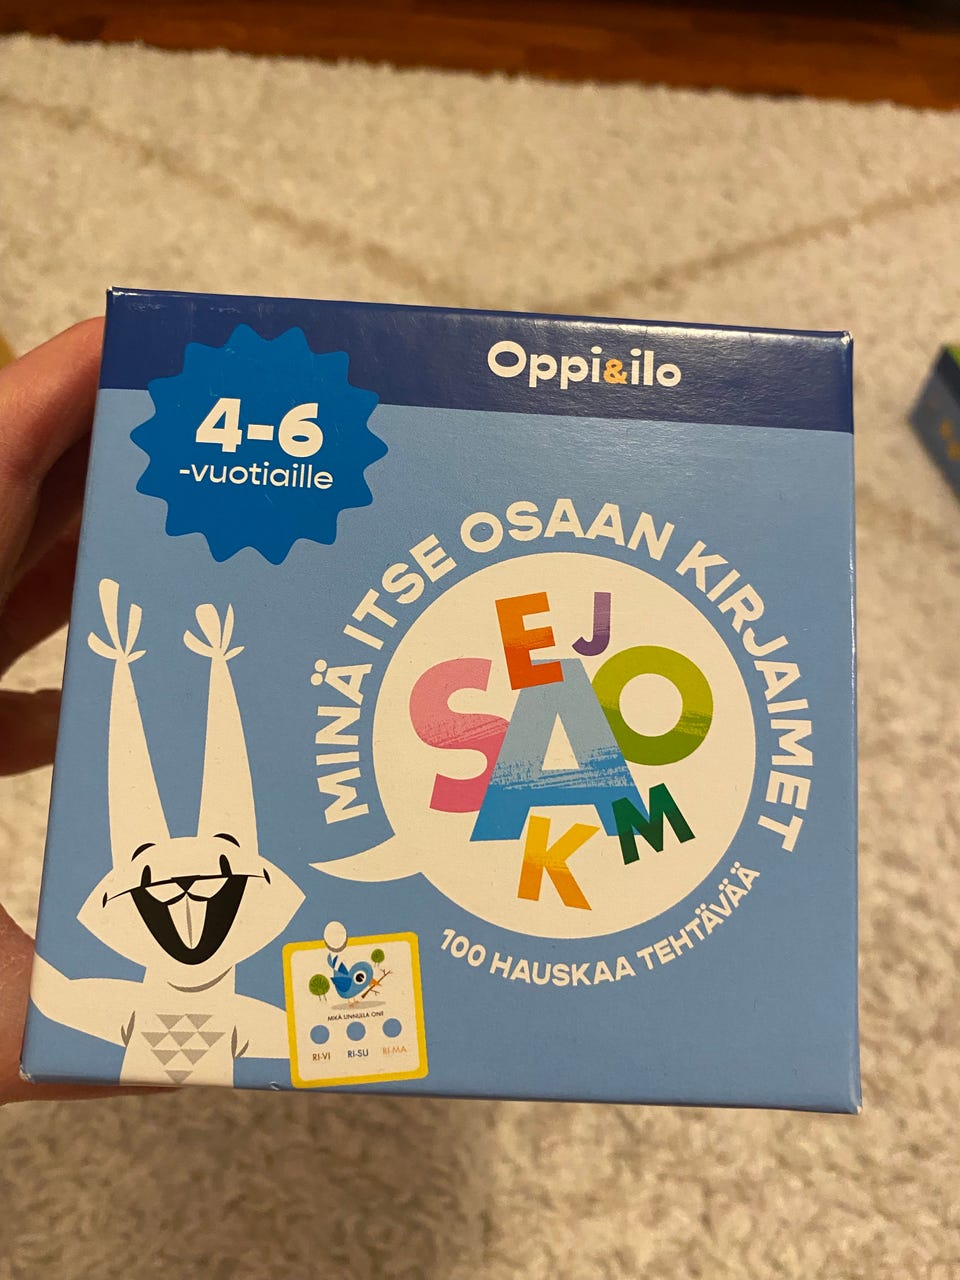 Oppi&ilo
4-6
-vuotiaille
MINÄ ITSE OSAAN KIRJAIMET
E J
S A O
K M
100 HAUSKAA TEHTÄVÄÄ
MIKÄ LINNULLA ON?
RI-VI RI-SU RI-MA